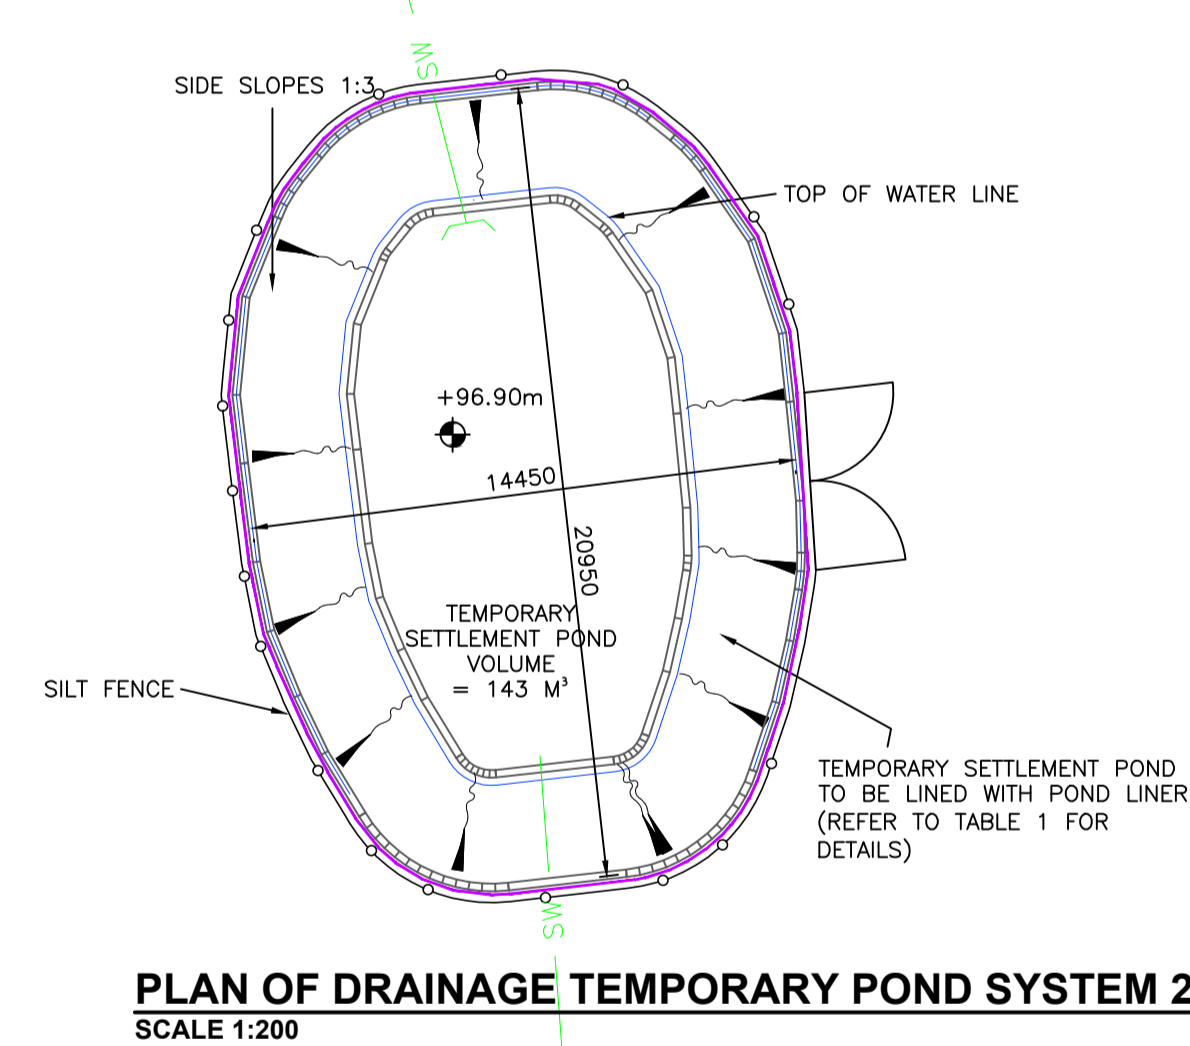 SW
SIDE SLOPES 1:3
TOP OF WATER LINE
+96.90m
14450
20950
TEMPORARY
SETTLEMENT POND
VOLUME
= 143 M³
SILT FENCE
TEMPORARY SETTLEMENT POND
TO BE LINED WITH POND LINER
(REFER TO TABLE 1 FOR
DETAILS)
SW
PLAN OF DRAINAGE TEMPORARY POND SYSTEM 2
SCALE 1:200